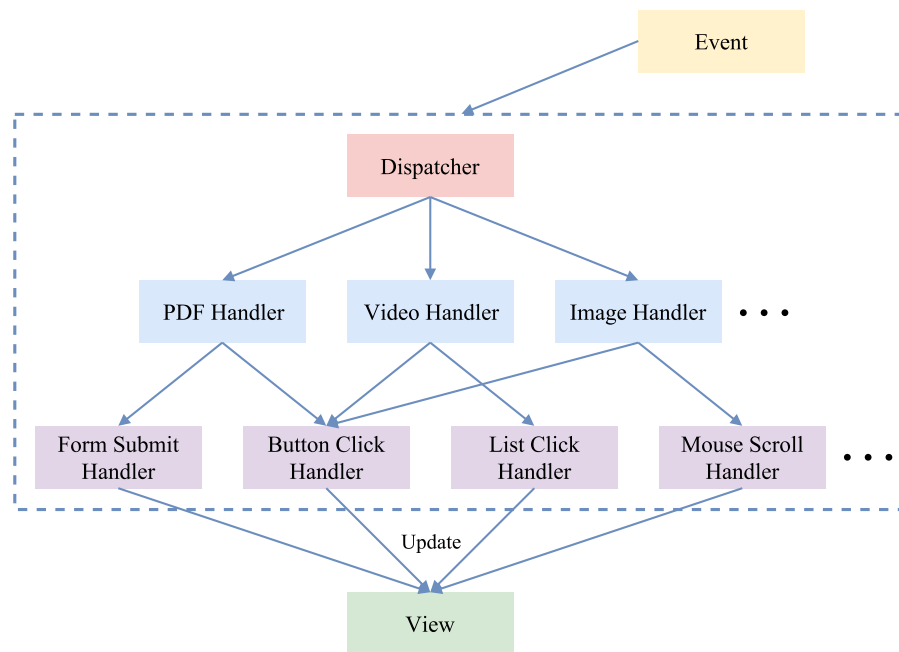 Event
Dispatcher
PDF Handler
Video Handler
Image Handler
• • •
Form Submit
Handler
Button Click
Handler
List Click
Handler
Mouse Scroll
Handler
• • •
Update
View